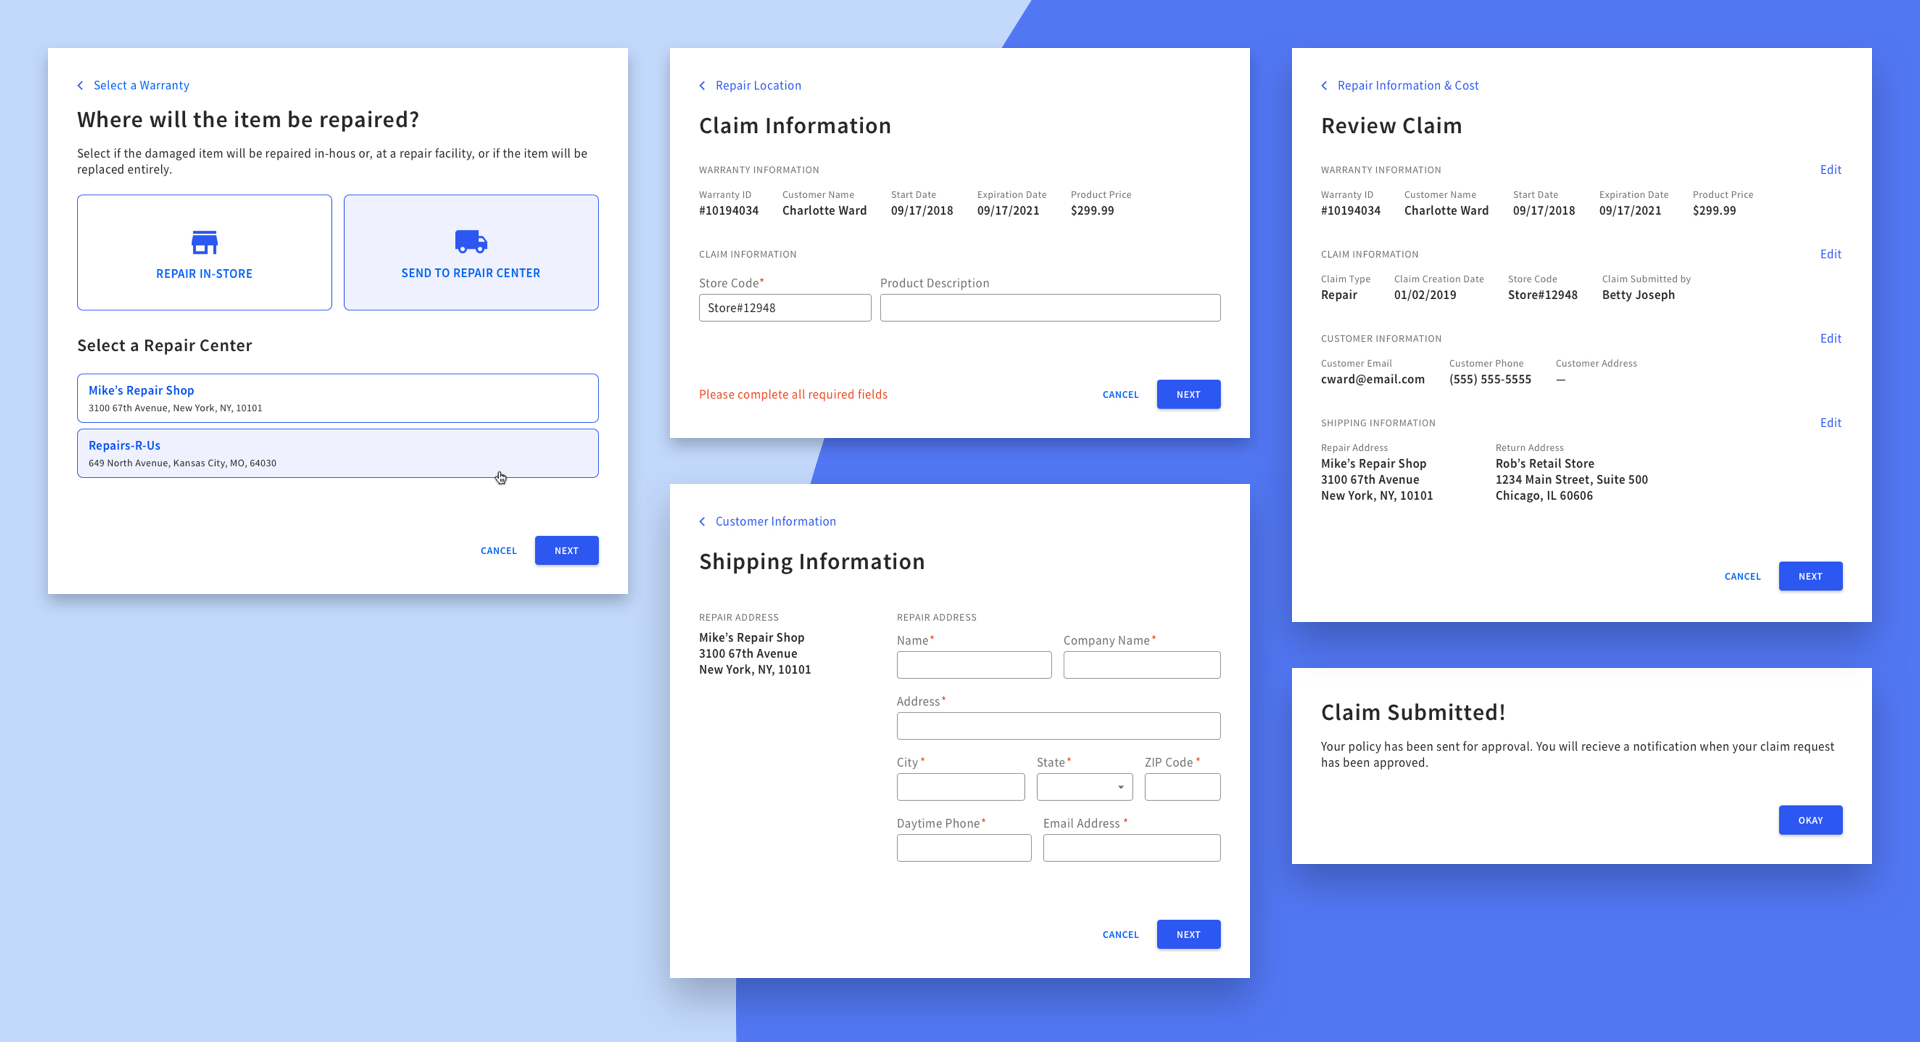 Select a Warranty
Where will the item be repaired?
Select if the damaged item will be repaired in-hous or, at a repair facility, or if the item will be
replaced entirely.
REPAIR IN-STORE
SEND TO REPAIR CENTER
Select a Repair Center
Mike's Repair Shop
3100 67th Avenue, New York, NY, 10101
Repairs-R-Us
649 North Avenue, Kansas City, MO, 64030
CANCEL NEXT
Repair Location
Claim Information
WARRANTY INFORMATION
Warranty ID Customer Name Start Date Expiration Date Product Price
#10194034 Charlotte Ward 09/17/2018 09/17/2021 $299.99
CLAIM INFORMATION
Store Code* Product Description
Store#12948
Please complete all required fields CANCEL NEXT
Customer Information
Shipping Information
REPAIR ADDRESS
Mike's Repair Shop
3100 67th Avenue
New York, NY, 10101
REPAIR ADDRESS
Name* Company Name*
Address*
City* State* ZIP Code*
Daytime Phone* Email Address *
CANCEL NEXT
Repair Information & Cost
Review Claim
WARRANTY INFORMATION Edit
Warranty ID Customer Name Start Date Expiration Date Product Price
#10194034 Charlotte Ward 09/17/2018 09/17/2021 $299.99
CLAIM INFORMATION Edit
Claim Type Claim Creation Date Store Code Claim Submitted by
Repair 01/02/2019 Store#12948 Betty Joseph
CUSTOMER INFORMATION Edit
Customer Email Customer Phone Customer Address
cward@email.com (555) 555-5555 —
SHIPPING INFORMATION Edit
Repair Address Return Address
Mike's Repair Shop Rob's Retail Store
3100 67th Avenue 1234 Main Street, Suite 500
New York, NY, 10101 Chicago, IL 60606
CANCEL NEXT
Claim Submitted!
Your policy has been sent for approval. You will recieve a notification when your claim request
has been approved.
OKAY